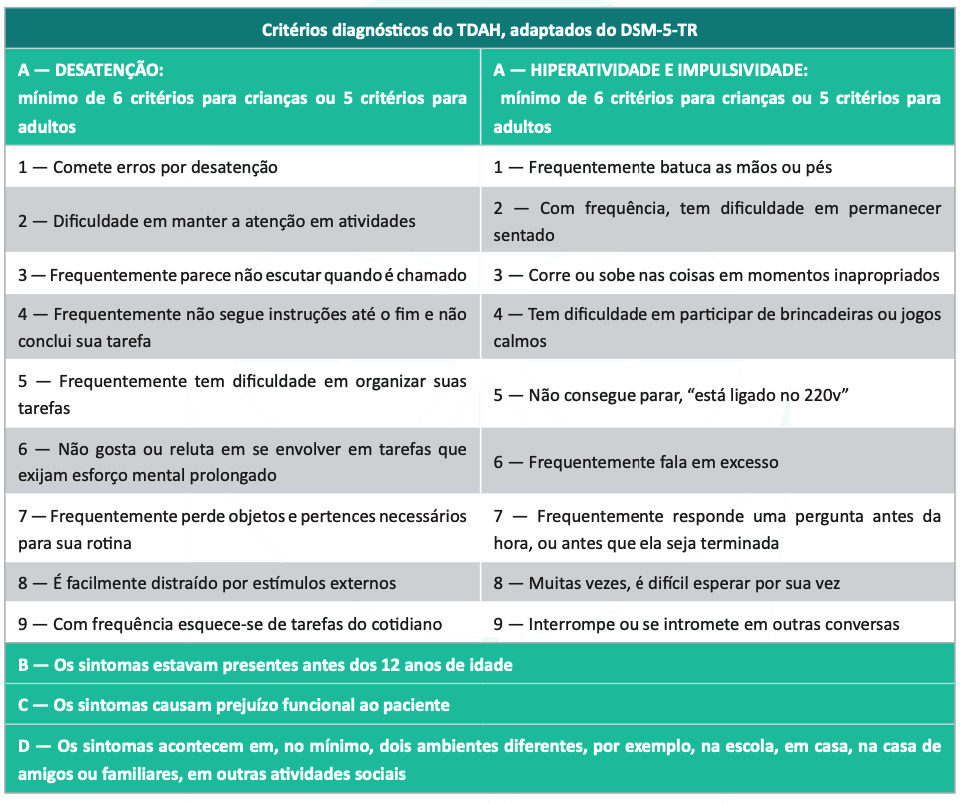 Critérios diagnósticos do TDAH, adaptados do DSM-5-TR
A — DESATENÇÃO:
mínimo de 6 critérios para crianças ou 5 critérios para
adultos
A — HIPERATIVIDADE E IMPULSIVIDADE:
mínimo de 6 critérios para crianças ou 5 critérios para
adultos
1 — Comete erros por desatenção
1 — Frequentemente batuca as mãos ou pés
2 — Dificuldade em manter a atenção em atividades
2 — Com frequência, tem dificuldade em permanecer
sentado
3 — Frequentemente parece não escutar quando é chamado
3 — Corre ou sobe nas coisas em momentos inapropriados
4 — Frequentemente não segue instruções até o fim e não
conclui sua tarefa
4 — Tem dificuldade em participar de brincadeiras ou jogos
calmos
5 — Frequentemente tem dificuldade em organizar suas
tarefas
5 — Não consegue parar, “está ligado no 220v”
6 — Não gosta ou reluta em se envolver em tarefas que
exijam esforço mental prolongado
6 — Frequentemente fala em excesso
7 — Frequentemente perde objetos e pertences necessários
para sua rotina
7 — Frequentemente responde uma pergunta antes da
hora, ou antes que ela seja terminada
8 — É facilmente distraído por estímulos externos
8 — Muitas vezes, é difícil esperar por sua vez
9 — Com frequência esquece-se de tarefas do cotidiano
9 — Interrompe ou se intromete em outras conversas
B — Os sintomas estavam presentes antes dos 12 anos de idade
C — Os sintomas causam prejuízo funcional ao paciente
D — Os sintomas acontecem em, no mínimo, dois ambientes diferentes, por exemplo, na escola, em casa, na casa de
amigos ou familiares, em outras atividades sociais